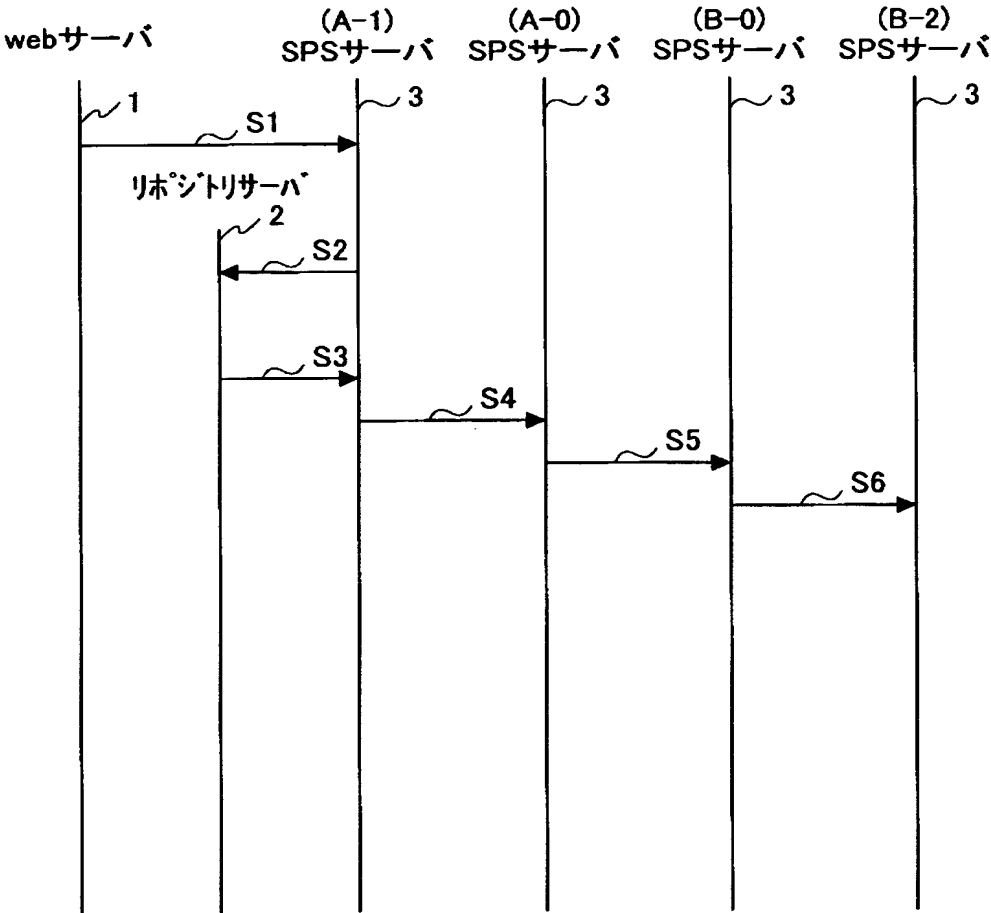 webサーバ
(A-1)
SPSサーバ
(A-0)
SPSサーバ
(B-0)
SPSサーバ
(B-2)
SPSサーバ
1
3
3
3
3
S1
リポジトリサーバ
2
S2
S3
S4
S5
S6